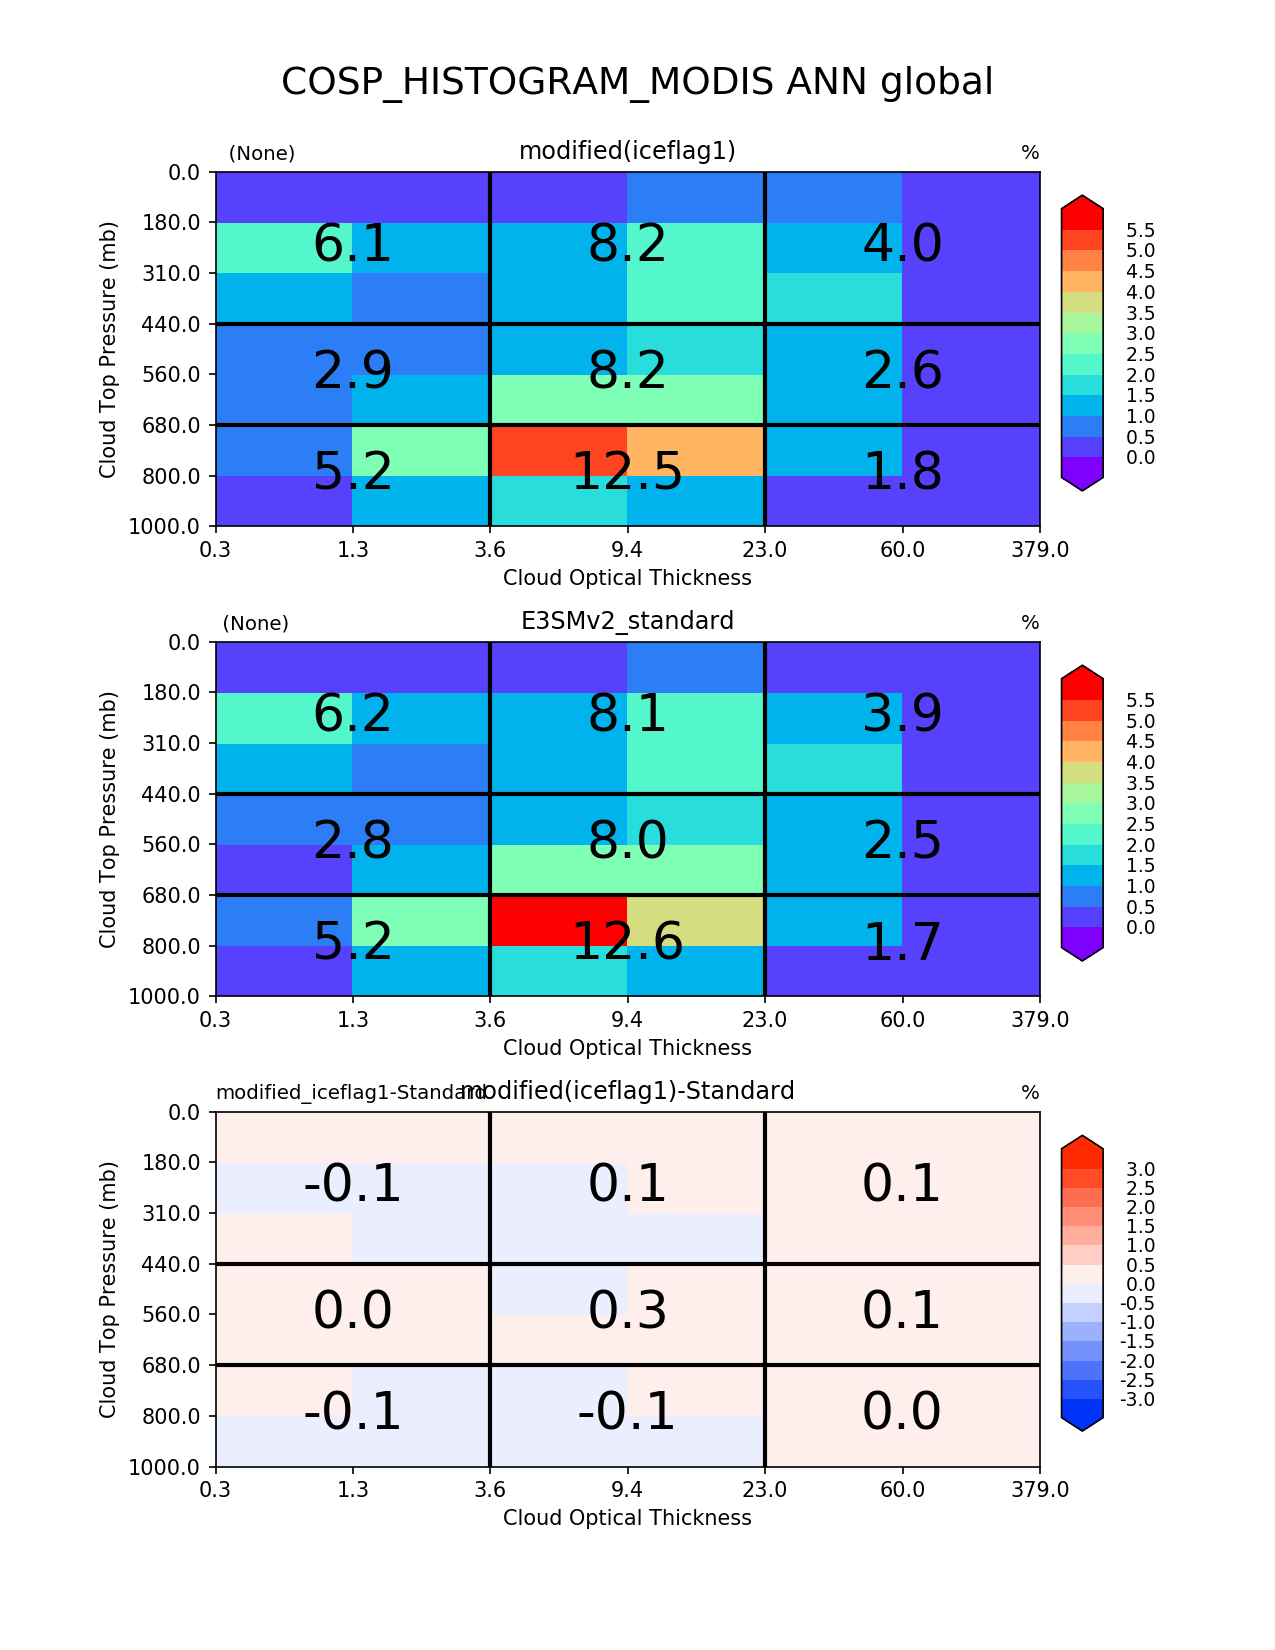 COSP_HISTOGRAM_MODIS ANN global
(None) modified(iceflag1) %
0.0
180.0
310.0
440.0
560.0
680.0
800.0
1000.0
Cloud Top Pressure (mb)
6.1 8.2 4.0
2.9 8.2 2.6
5.2 12.5 1.8
5.5
5.0
4.5
4.0
3.5
3.0
2.5
2.0
1.5
1.0
0.5
0.0
0.3 1.3 3.6 9.4 23.0 60.0 379.0
Cloud Optical Thickness
(None) E3SMv2_standard %
0.0
180.0
310.0
440.0
560.0
680.0
800.0
1000.0
Cloud Top Pressure (mb)
6.2 8.1 3.9
2.8 8.0 2.5
5.2 12.6 1.7
5.5
5.0
4.5
4.0
3.5
3.0
2.5
2.0
1.5
1.0
0.5
0.0
0.3 1.3 3.6 9.4 23.0 60.0 379.0
Cloud Optical Thickness
modified_iceflag1-Standard modified(iceflag1)-Standard %
0.0
180.0
310.0
440.0
560.0
680.0
800.0
1000.0
Cloud Top Pressure (mb)
-0.1 0.1 0.1
0.0 0.3 0.1
-0.1 -0.1 0.0
3.0
2.5
2.0
1.5
1.0
0.5
0.0
-0.5
-1.0
-1.5
-2.0
-2.5
-3.0
0.3 1.3 3.6 9.4 23.0 60.0 379.0
Cloud Optical Thickness